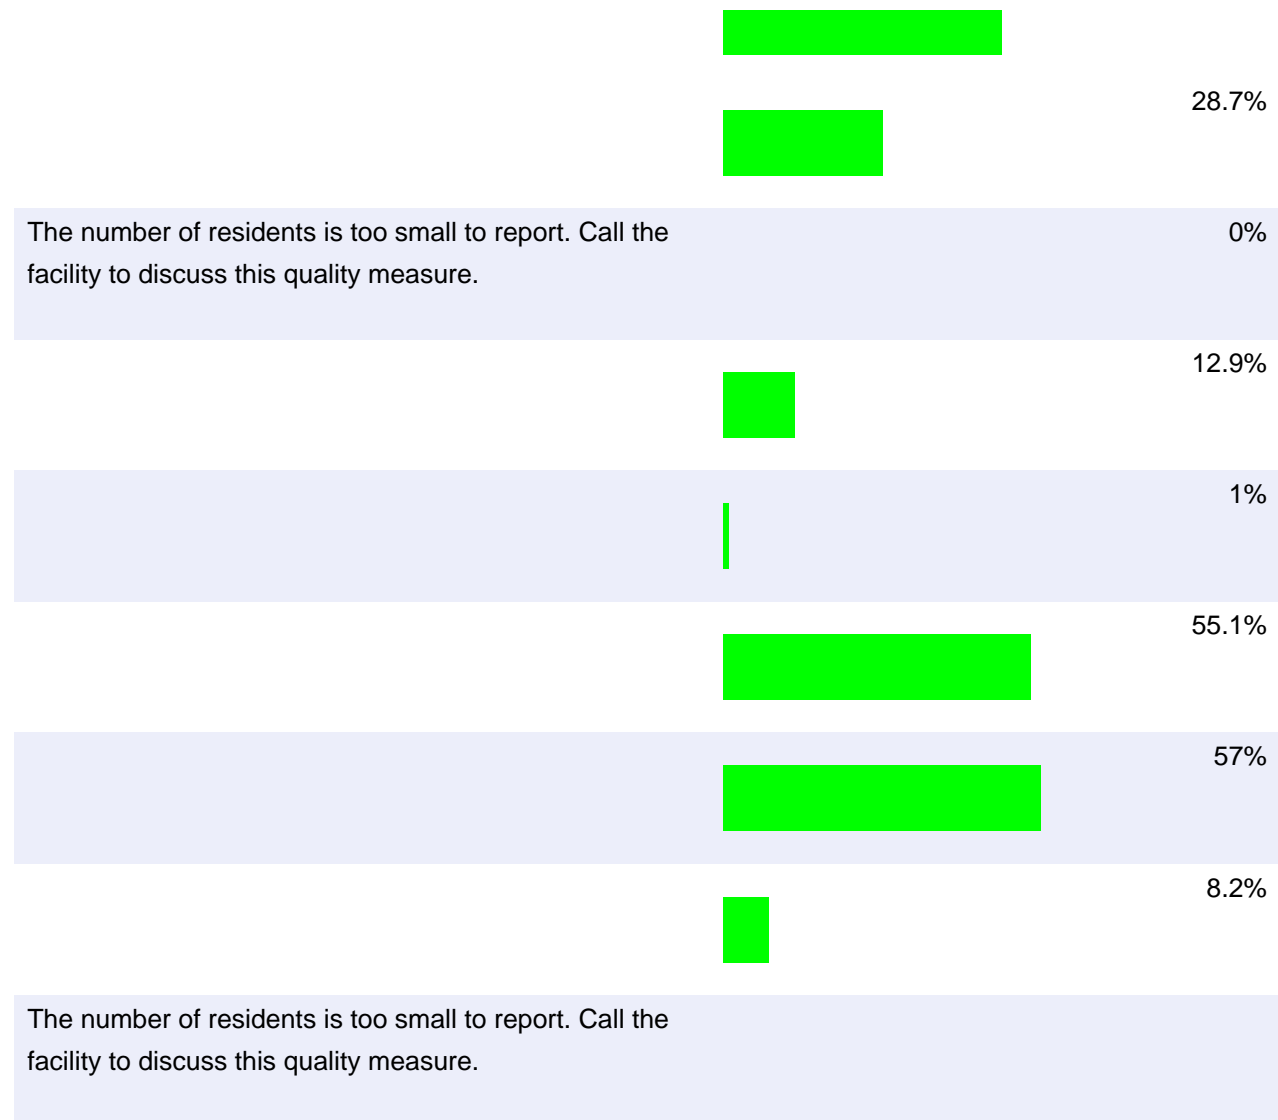 28.7%
The number of residents is too small to report. Call the
0%
facility to discuss this quality measure.
12.9%
1%
55.1%
57%
8.2%
The number of residents is too small to report. Call the
facility to discuss this quality measure.